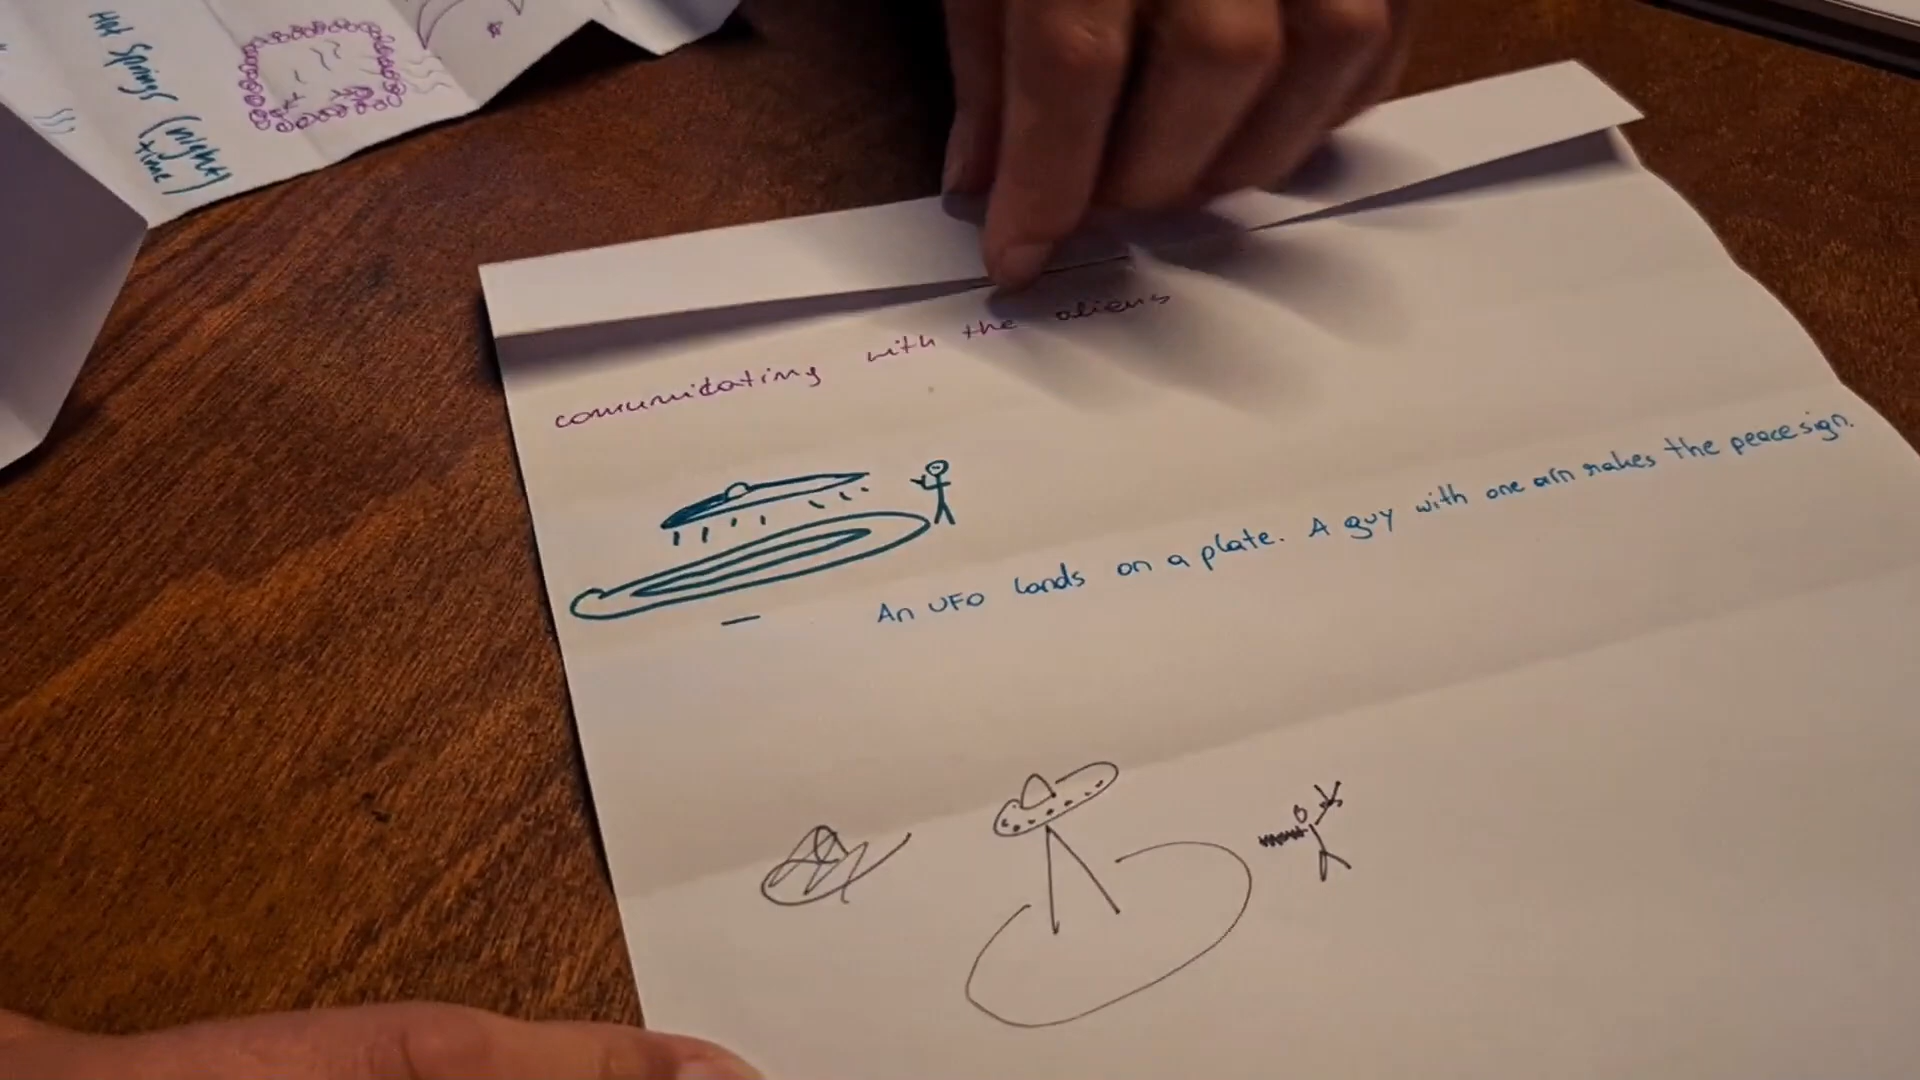 Hot Springs (night
time)
comunicating with the aliens
An UFO lands on a plate. A guy with one arm makes the peace sign.